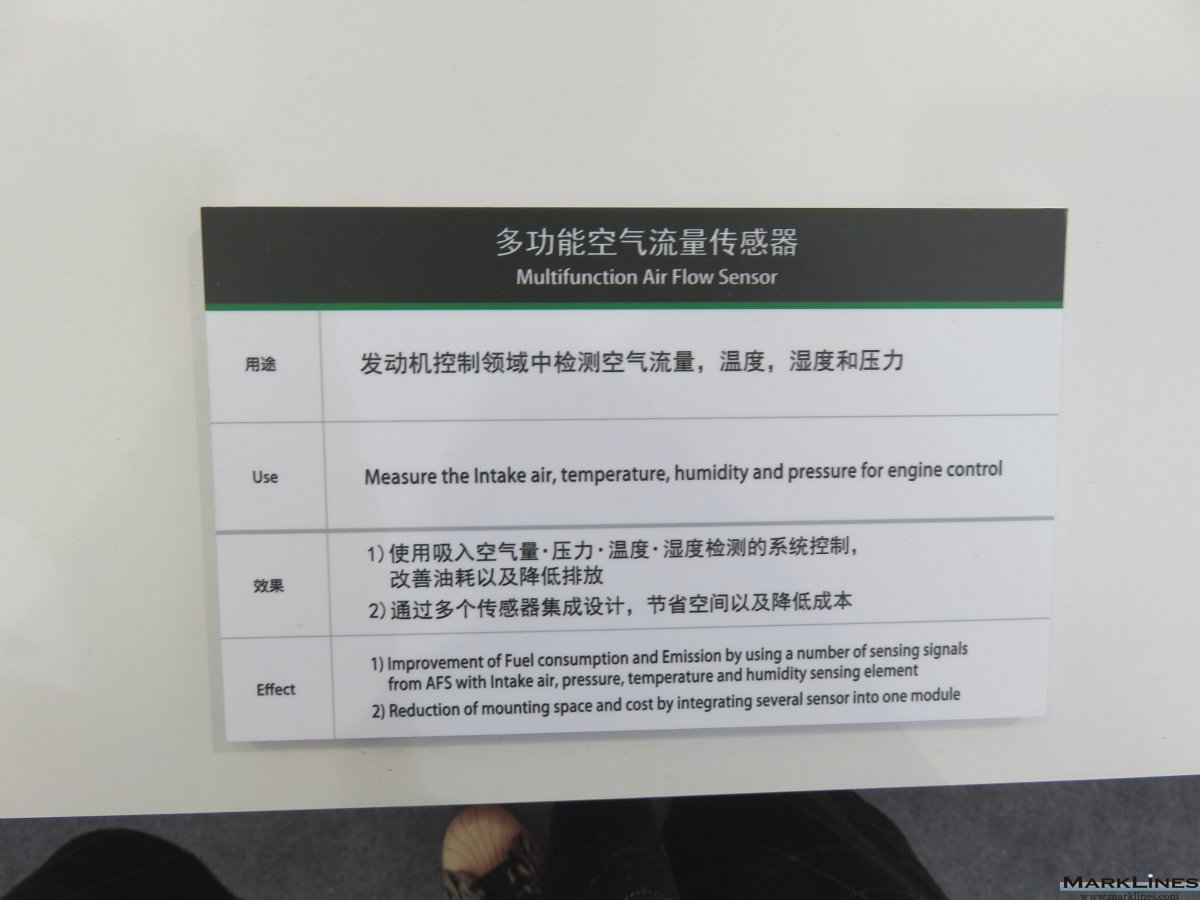 多功能空气流量传感器
Multifunction Air Flow Sensor
用途
发动机控制领域中检测空气流量，温度，湿度和压力
Use
Measure the Intake air, temperature, humidity and pressure for engine control
效果
1）使用吸入空气量·压力·温度·湿度检测的系统控制，
改善油耗以及降低排放
2）通过多个传感器集成设计，节省空间以及降低成本
Effect
1) Improvement of Fuel consumption and Emission by using a number of sensing signals
from AFS with Intake air, pressure, temperature and humidity sensing element
2) Reduction of mounting space and cost by integrating several sensor into one module
MARKLINES
www.marklines.com